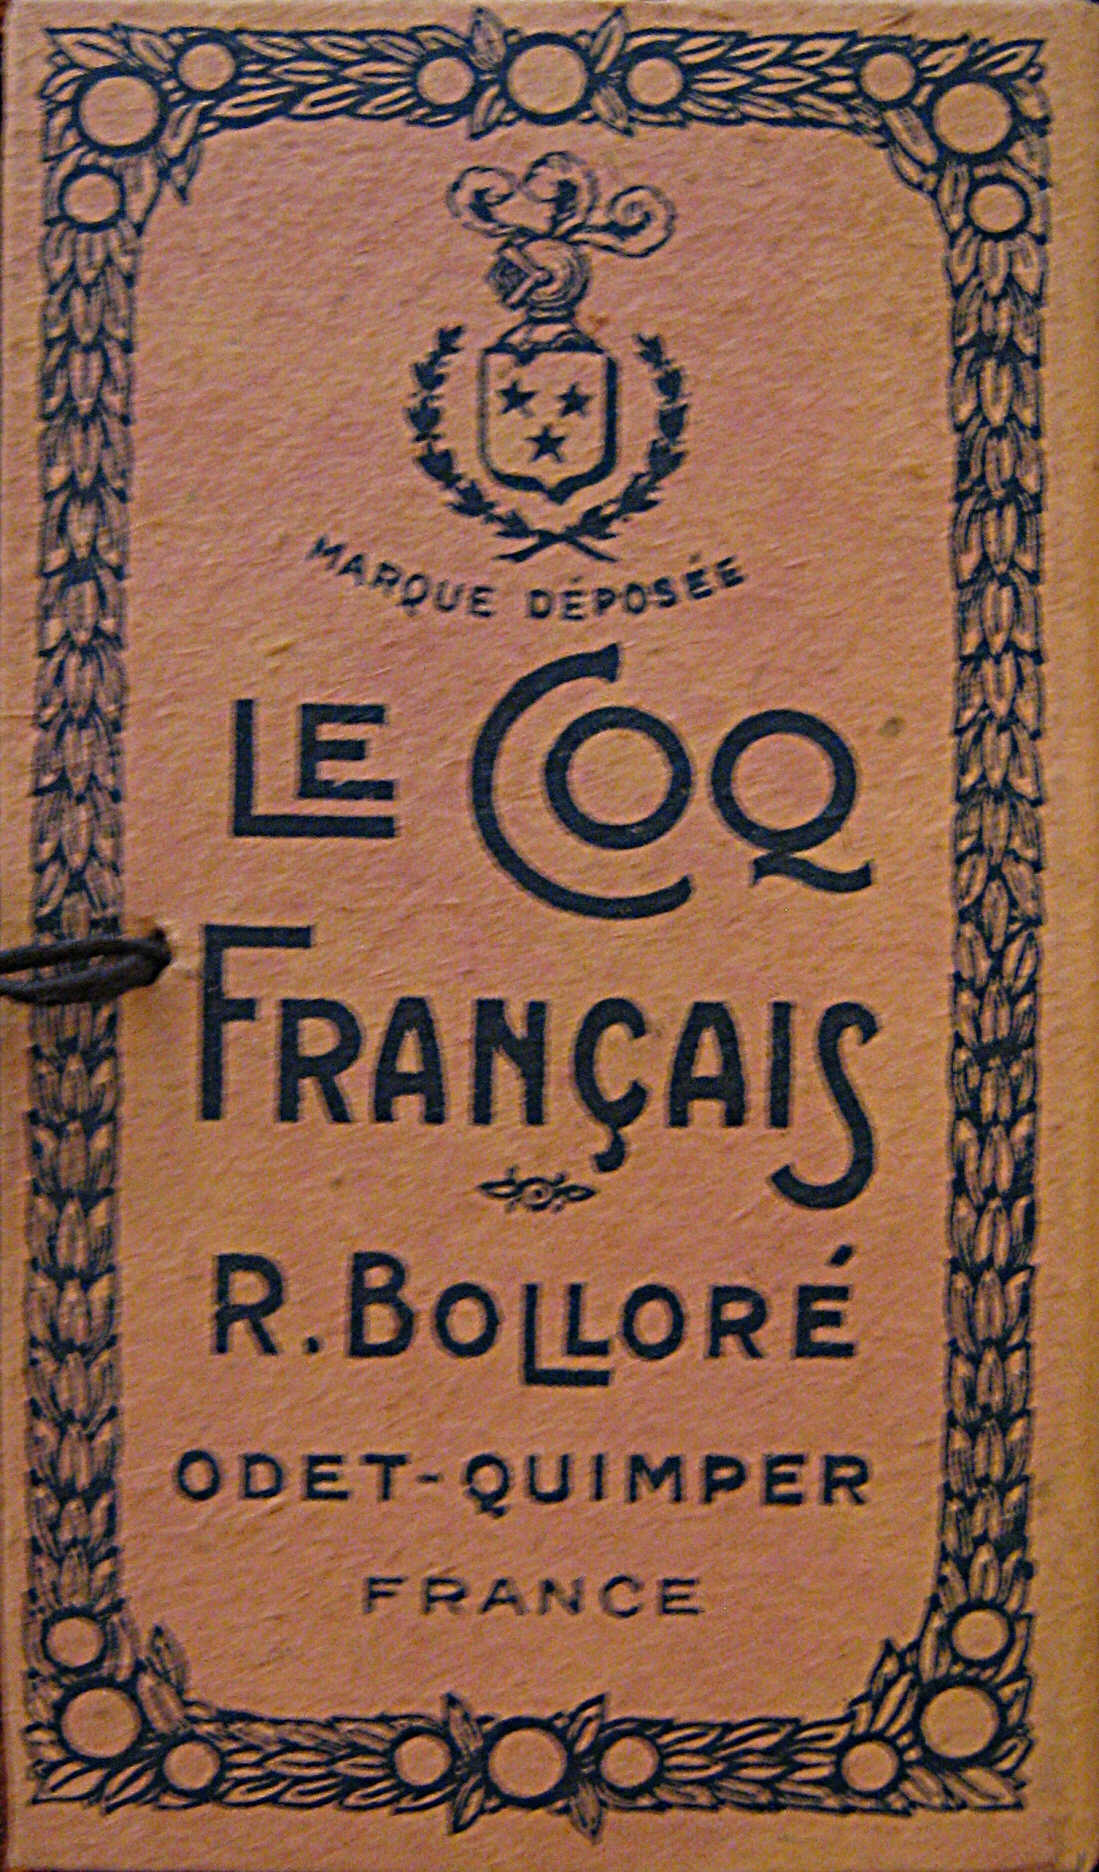 MARQUE DÉPOSÉE
LE COQ
FRANÇAIS
R. BOLLORÉ
ODET-QUIMPER
FRANCE